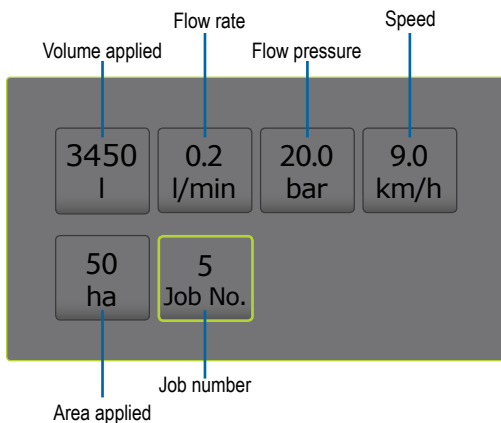 Flow rate
Speed
Volume applied
Flow pressure
3450
l
0.2
l/min
20.0
bar
9.0
km/h
50
ha
5
Job No.
Job number
Area applied